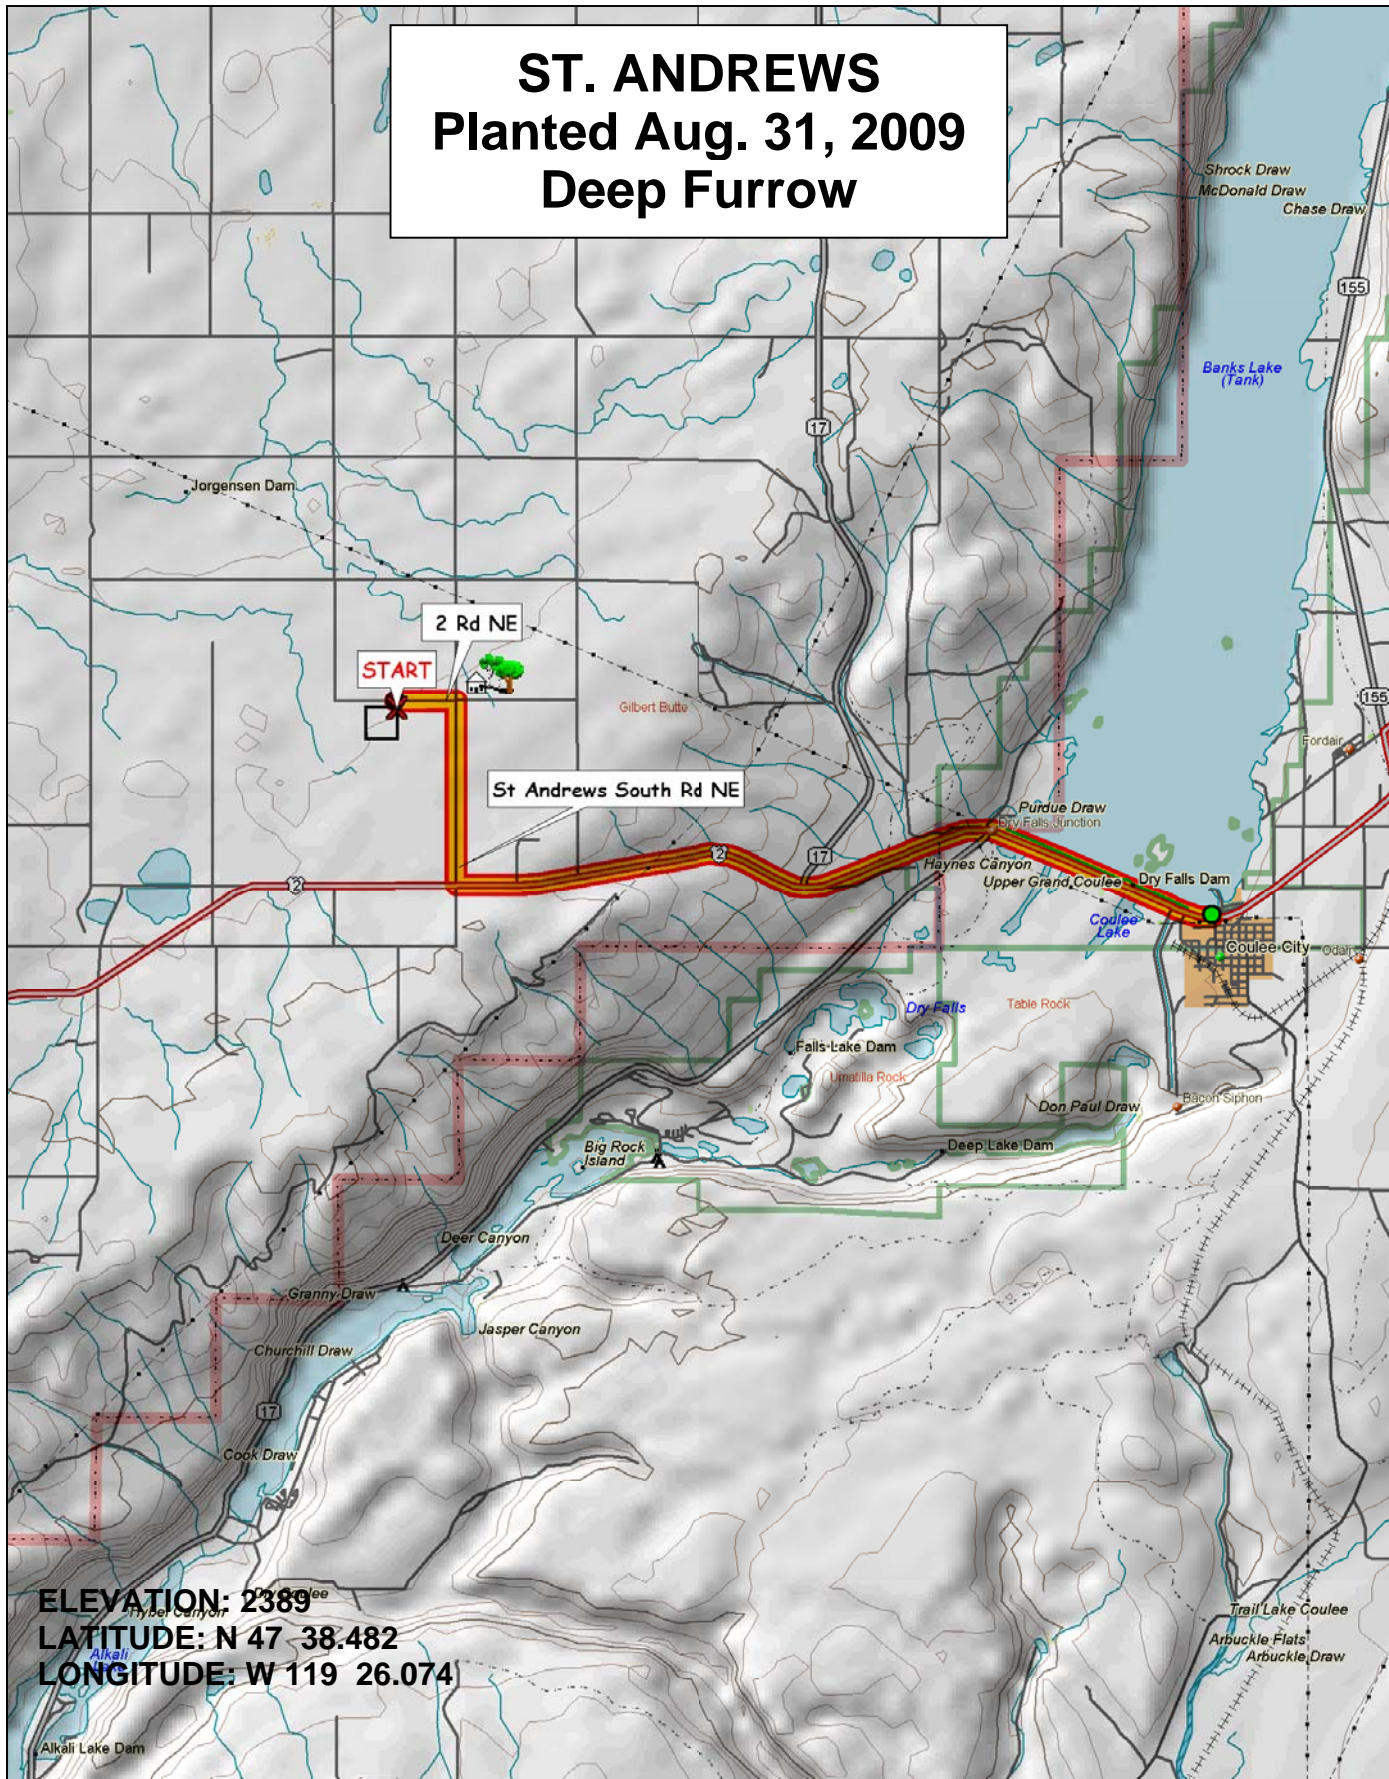 ST. ANDREWS
Planted Aug. 31, 2009
Deep Furrow
Shrock Draw
McDonald Draw
Chase Draw
155
Banks Lake
(Tank)
17
Jorgensen Dam
2 Rd NE
START
Gilbert Butte
155
Fordair
St Andrews South Rd NE
Purdue Draw
Dry Falls Junction
2
17
Haynes Canyon
Upper Grand Coulee
Dry Falls Dam
2
Coulee
Lake
Coulee City
Odair
Dry Falls
Table Rock
Falls Lake Dam
Umatilla Rock
Bacon Siphon
Don Paul Draw
Big Rock
Island
Deep Lake Dam
Deer Canyon
Granny Draw
Jasper Canyon
Churchill Draw
17
Cook Draw
Dry Coulee
ELEVATION: 2389
Hybel Canyon
LATITUDE: N 47 38.482
Alkali
Lake
LONGITUDE: W 119 26.074
Trail Lake Coulee
Arbuckle Flats
Arbuckle Draw
Alkali Lake Dam